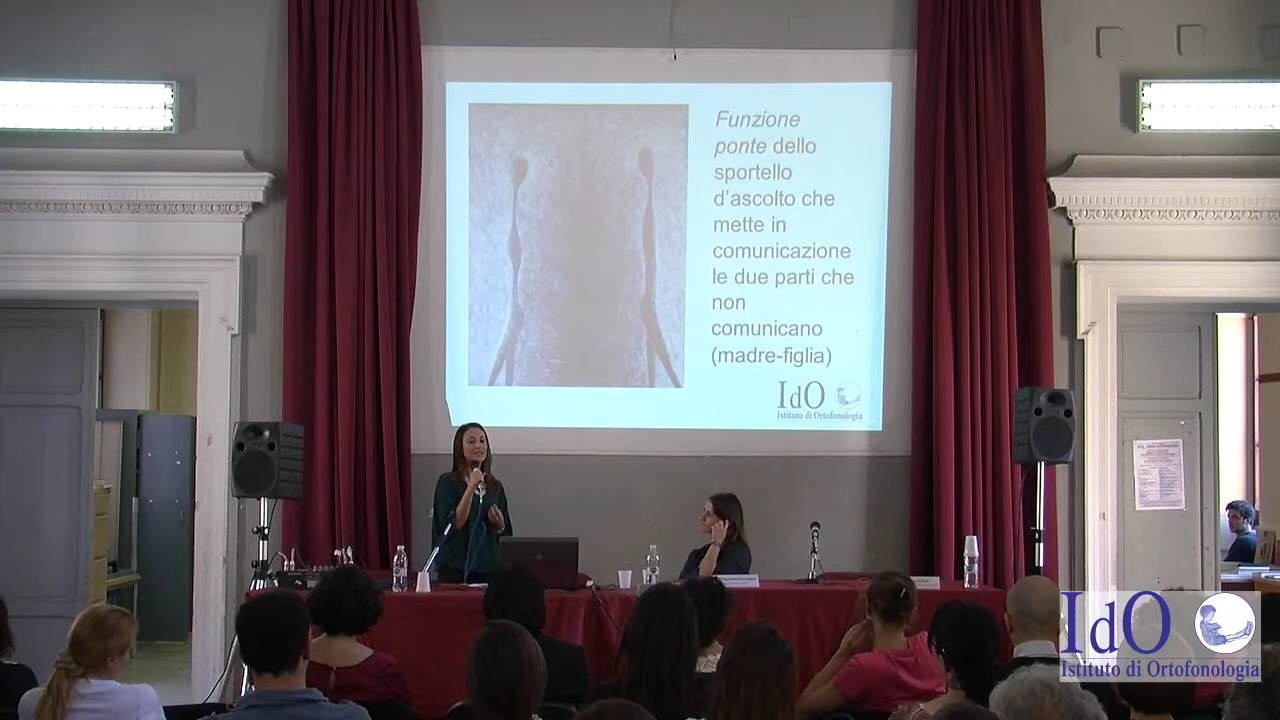 Funzione
ponte dello
sportello
d'ascolto che
mette in
comunicazione
le due parti che
non
comunicano
(madre-figlia)
IdO
Istituto di Ortofonologia
IdO
Istituto di Ortofonologia